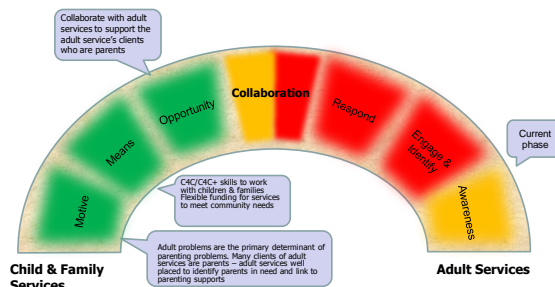 Collaborate with adult
services to support the
adult service's clients
who are parents
Collaboration
Opportunity
Respond
Means
Engage &
identify
Current
phase
Motive
Awareness
C4C/C4C+ skills to work
with children & families
Flexible funding for services
to meet community needs
Adult problems are the primary determinant of
parenting problems. Many clients of adult
services are parents – adult services well
placed to identify parents in need and link to
parenting supports
Child & Family
Services
Adult Services